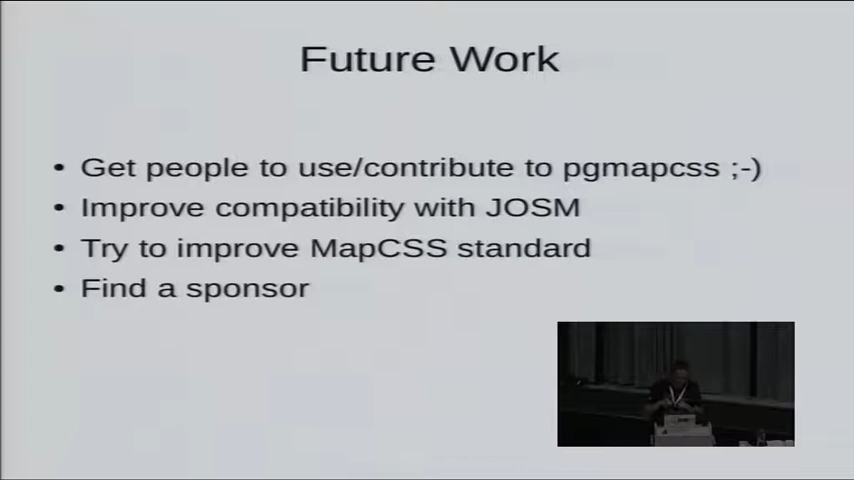 Future Work
• Get people to use/contribute to pgmapcss ;-)
• Improve compatibility with JOSM
• Try to improve MapCSS standard
• Find a sponsor